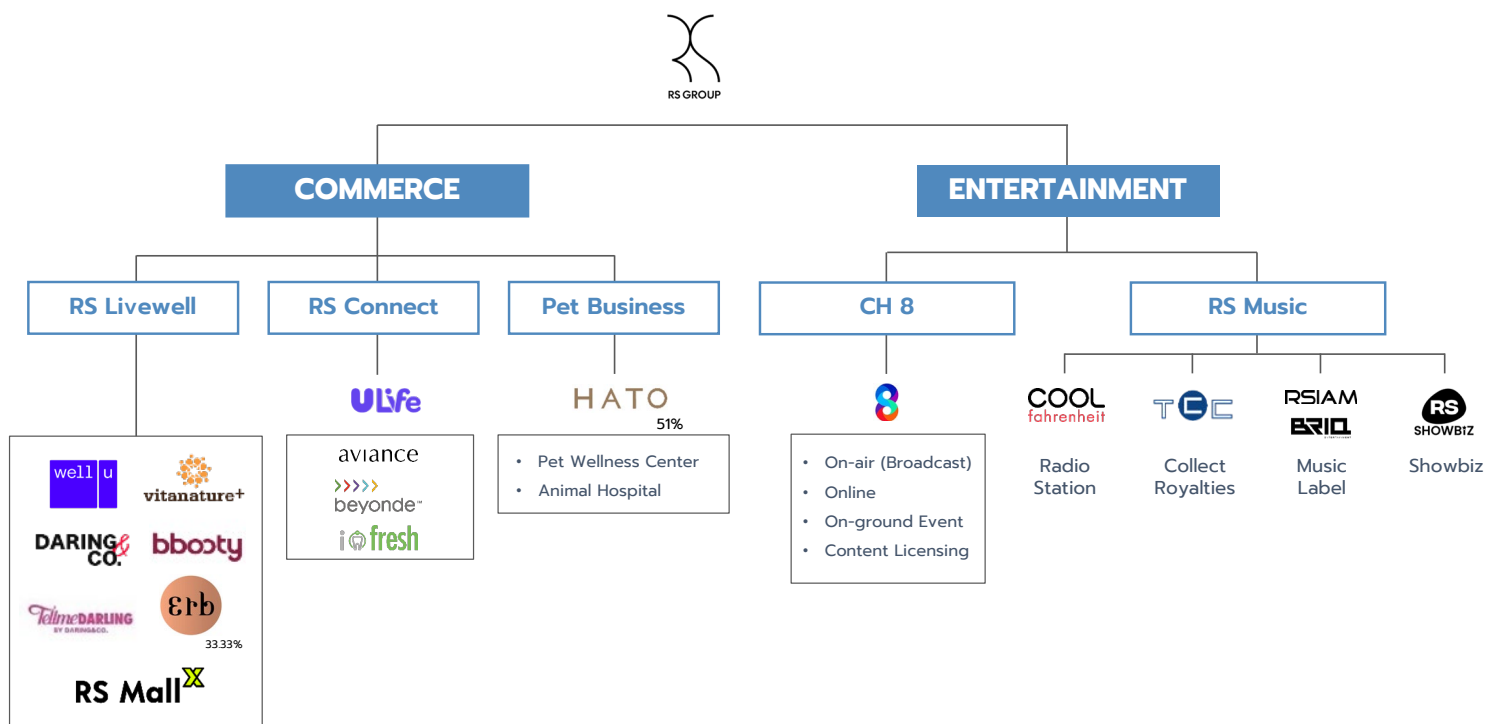 RS GROUP
COMMERCE
ENTERTAINMENT
RS Livewell
RS Connect
Pet Business
CH 8
RS Music
well u
vitanature+
DARING&
CO.
bbooty
TellmeDARLING
BY DARING&CO.
erb
33.33%
RS Mall X
ULife
aviance
beyonde™
i fresh
HATO
51%
• Pet Wellness Center
• Animal Hospital
8
• On-air (Broadcast)
• Online
• On-ground Event
• Content Licensing
COOL
fahrenheit
Radio
Station
TCC
Collect
Royalties
RSIAM
BRIQ
Music
Label
RS
SHOWBIZ
Showbiz